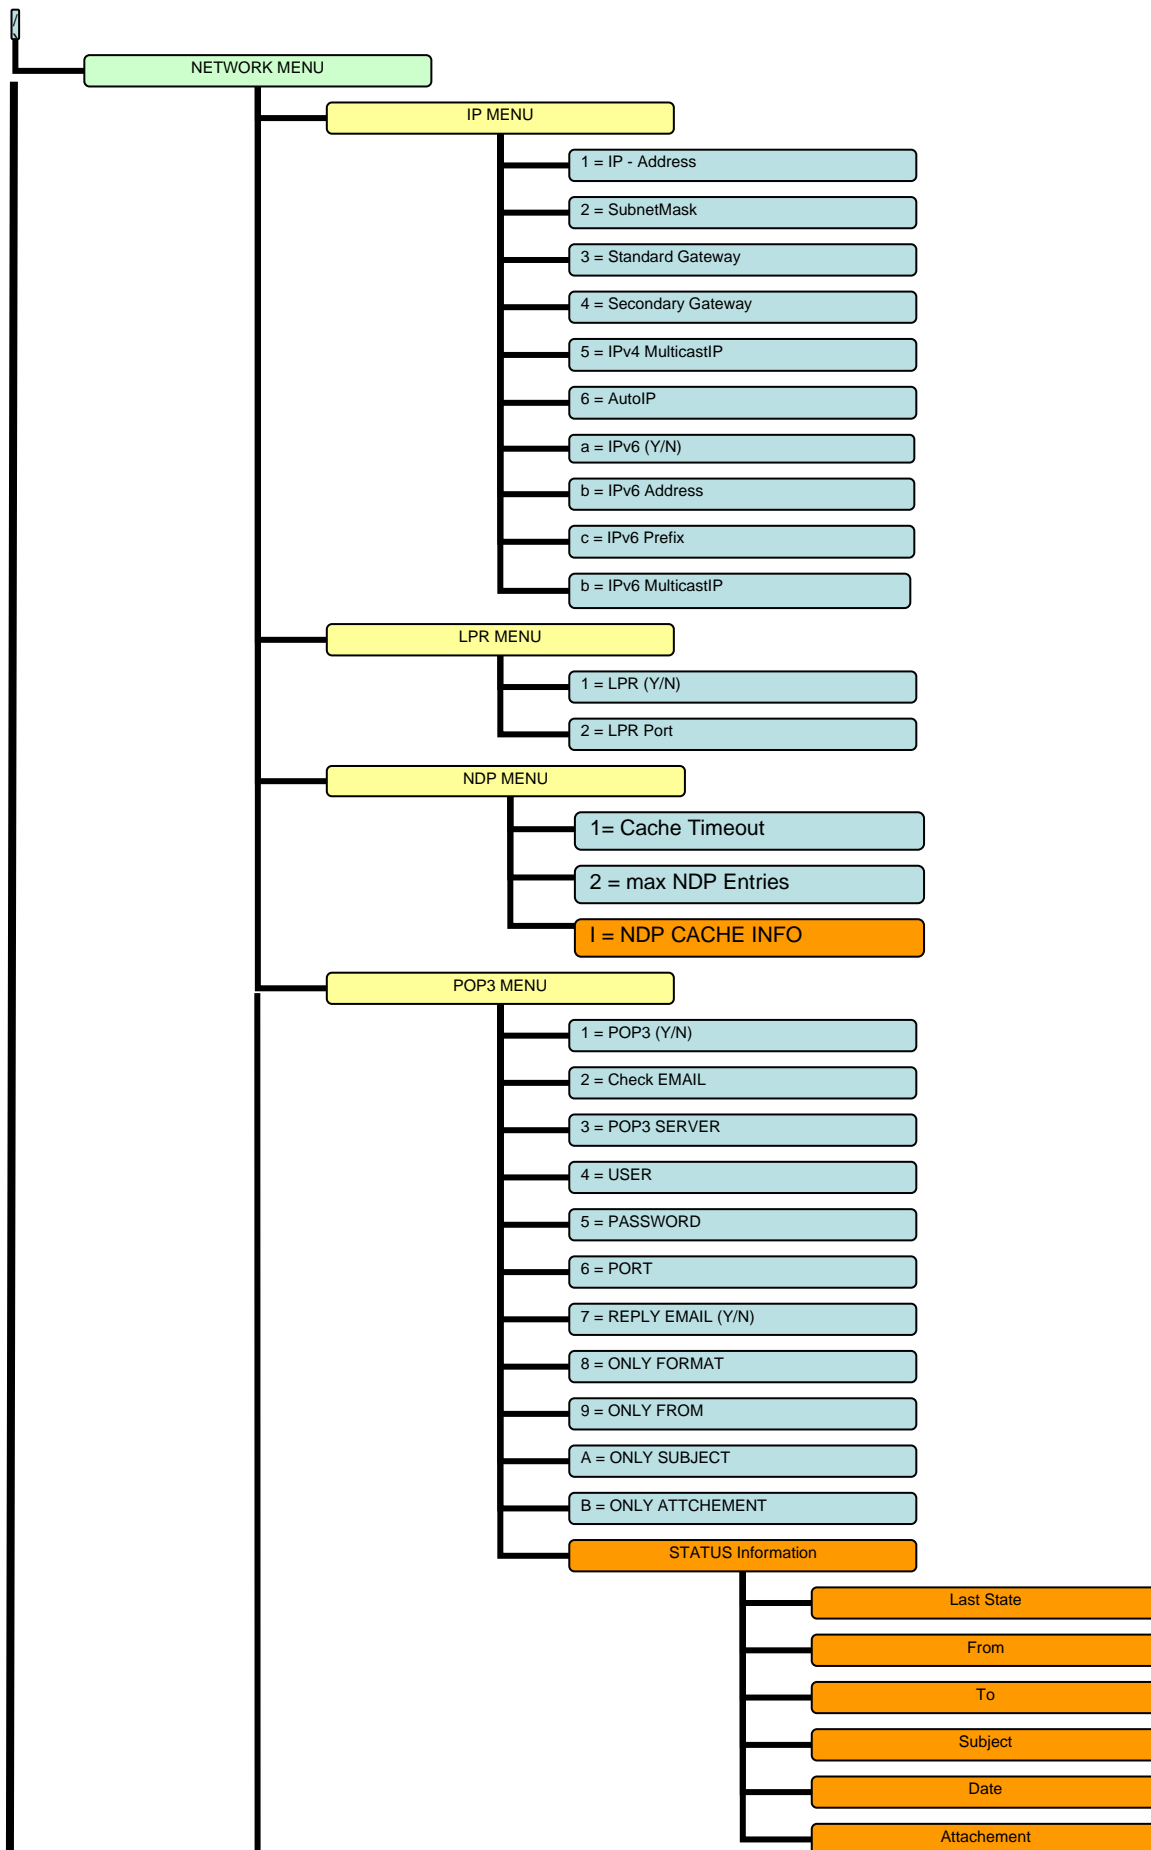 /
NETWORK MENU
IP MENU
1 = IP - Address
2 = SubnetMask
3 = Standard Gateway
4 = Secondary Gateway
5 = IPv4 MulticastIP
6 = AutoIP
a = IPv6 (Y/N)
b = IPv6 Address
c = IPv6 Prefix
b = IPv6 MulticastIP
LPR MENU
1 = LPR (Y/N)
2 = LPR Port
NDP MENU
1= Cache Timeout
2 = max NDP Entries
I = NDP CACHE INFO
POP3 MENU
1 = POP3 (Y/N)
2 = Check EMAIL
3 = POP3 SERVER
4 = USER
5 = PASSWORD
6 = PORT
7 = REPLY EMAIL (Y/N)
8 = ONLY FORMAT
9 = ONLY FROM
A = ONLY SUBJECT
B = ONLY ATTCHEMENT
STATUS Information
Last State
From
To
Subject
Date
Attachement